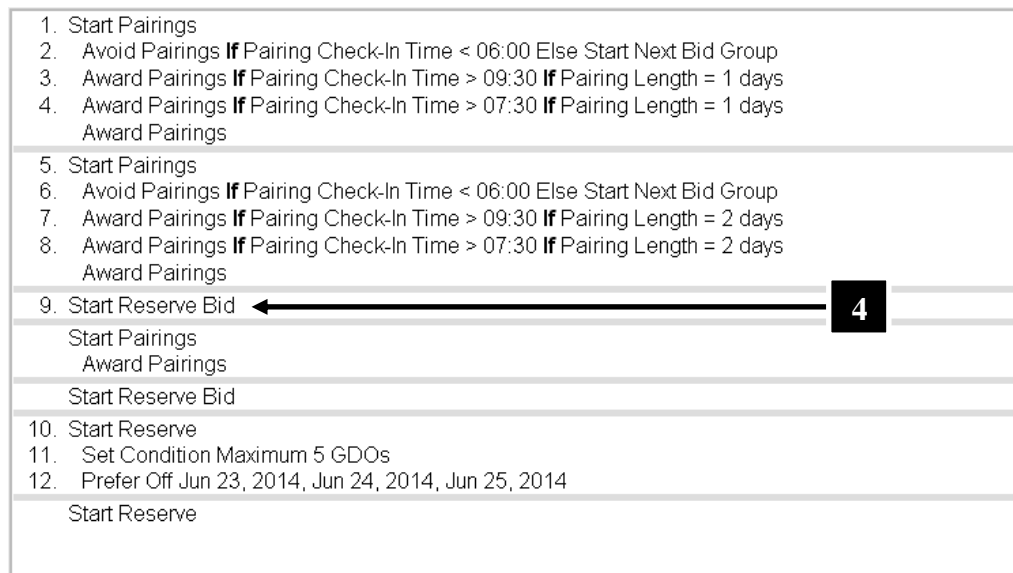 1. Start Pairings
2. Avoid Pairings If Pairing Check-In Time < 06:00 Else Start Next Bid Group
3. Award Pairings If Pairing Check-In Time > 09:30 If Pairing Length = 1 days
4. Award Pairings If Pairing Check-In Time > 07:30 If Pairing Length = 1 days
Award Pairings
5. Start Pairings
6. Avoid Pairings If Pairing Check-In Time < 06:00 Else Start Next Bid Group
7. Award Pairings If Pairing Check-In Time > 09:30 If Pairing Length = 2 days
8. Award Pairings If Pairing Check-In Time > 07:30 If Pairing Length = 2 days
Award Pairings
9. Start Reserve Bid 4
Start Pairings
Award Pairings
Start Reserve Bid
10. Start Reserve
11. Set Condition Maximum 5 GDOs
12. Prefer Off Jun 23, 2014, Jun 24, 2014, Jun 25, 2014
Start Reserve